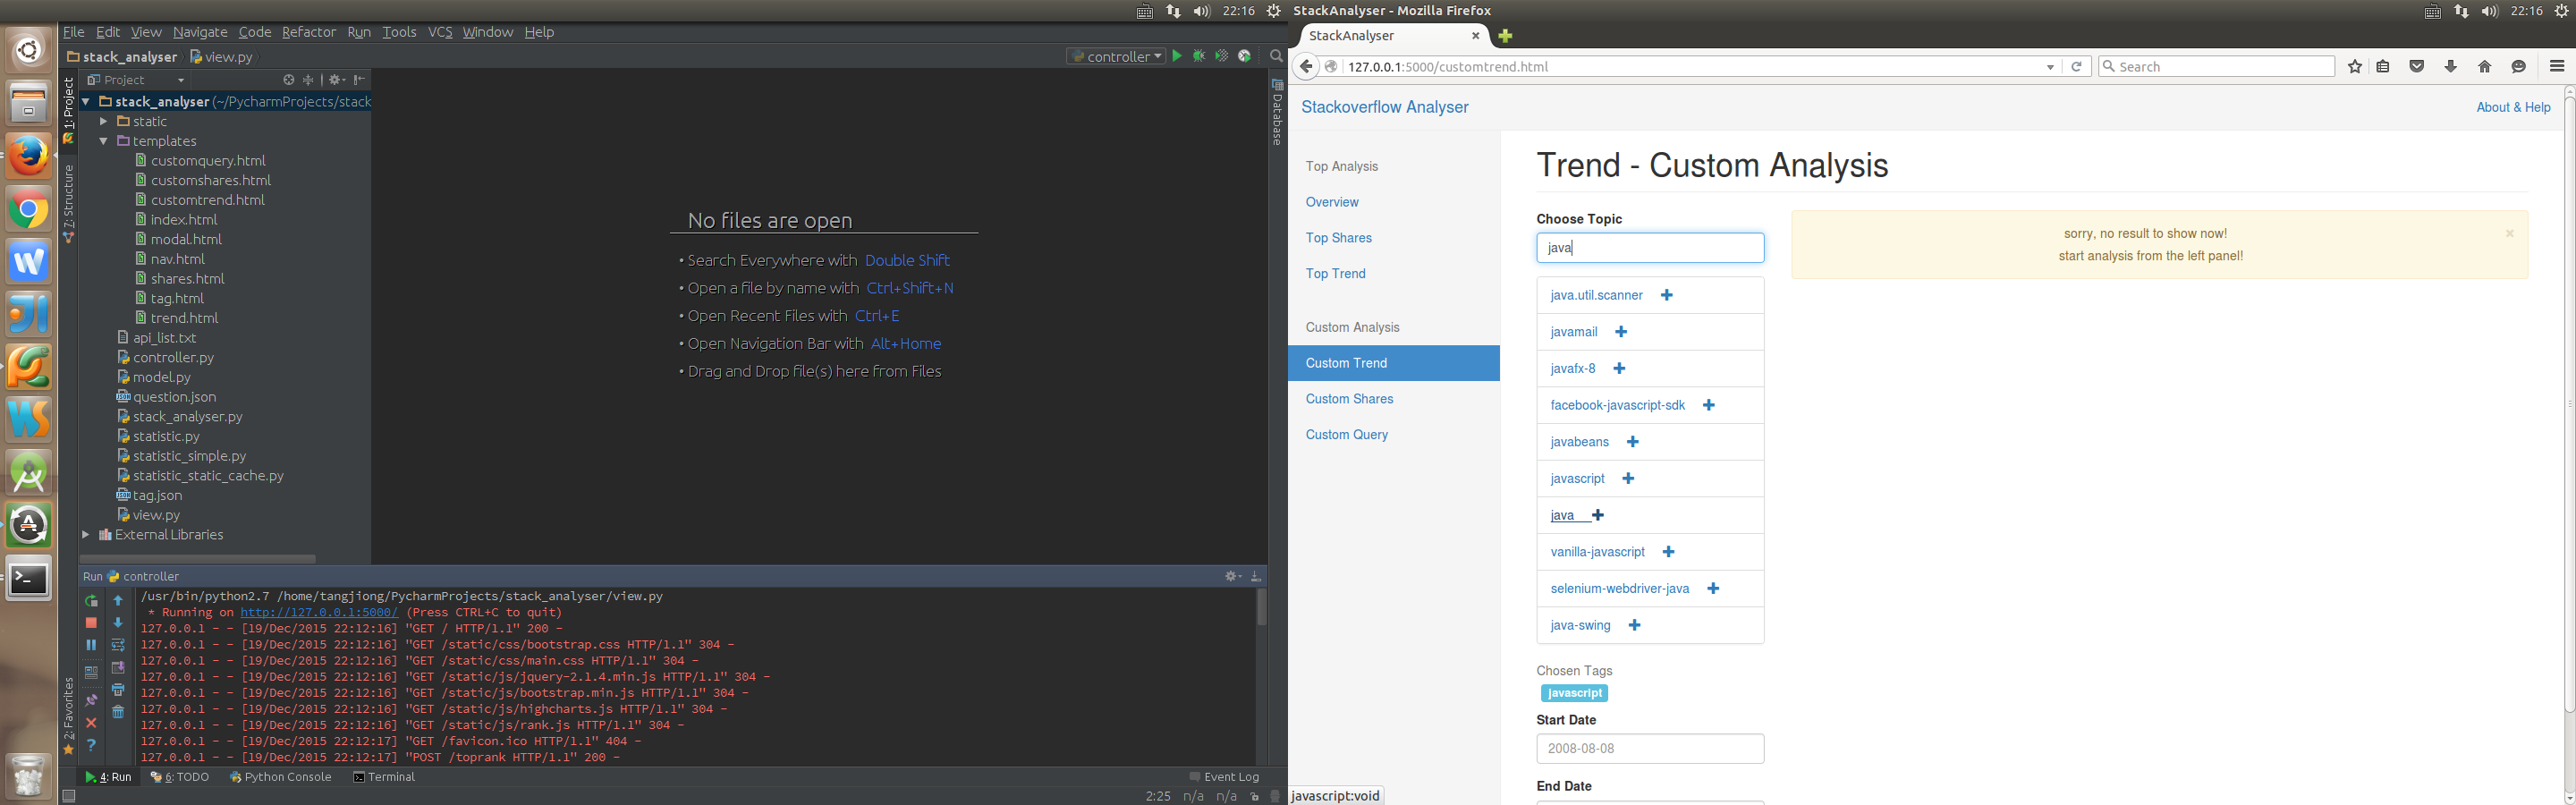 22:16
File Edit View Navigate Code Refactor Run Tools VCS Window Help
stack_analyser view.py
controller
1: Project
7: Structure
2: Favorites
Project
stack_analyser (~/PycharmProjects/stack
static
templates
customquery.html
customshares.html
customtrend.html
index.html
modal.html
nav.html
shares.html
tag.html
trend.html
api_list.txt
controller.py
model.py
question.json
stack_analyser.py
statistic.py
statistic_simple.py
statistic_static_cache.py
tag.json
view.py
External Libraries
No files are open
• Search Everywhere with Double Shift
• Open a file by name with Ctrl+Shift+N
• Open Recent Files with Ctrl+E
• Open Navigation Bar with Alt+Home
• Drag and Drop file(s) here from Files
Database
Run controller
/usr/bin/python2.7 /home/tangjiong/PycharmProjects/stack_analyser/view.py
* Running on http://127.0.0.1:5000/ (Press CTRL+C to quit)
127.0.0.1 - - [19/Dec/2015 22:12:16] "GET / HTTP/1.1" 200 -
127.0.0.1 - - [19/Dec/2015 22:12:16] "GET /static/css/bootstrap.css HTTP/1.1" 304 -
127.0.0.1 - - [19/Dec/2015 22:12:16] "GET /static/css/main.css HTTP/1.1" 304 -
127.0.0.1 - - [19/Dec/2015 22:12:16] "GET /static/js/jquery-2.1.4.min.js HTTP/1.1" 304 -
127.0.0.1 - - [19/Dec/2015 22:12:16] "GET /static/js/bootstrap.min.js HTTP/1.1" 304 -
127.0.0.1 - - [19/Dec/2015 22:12:16] "GET /static/js/highcharts.js HTTP/1.1" 304 -
127.0.0.1 - - [19/Dec/2015 22:12:16] "GET /static/js/rank.js HTTP/1.1" 304 -
127.0.0.1 - - [19/Dec/2015 22:12:17] "GET /favicon.ico HTTP/1.1" 404 -
127.0.0.1 - - [19/Dec/2015 22:12:17] "POST /toprank HTTP/1.1" 200 -
4: Run 6: TODO Python Console Terminal Event Log
2:25 n/a n/a
StackAnalyser - Mozilla Firefox 22:16
StackAnalyser
127.0.0.1:5000/customtrend.html Search
Stackoverflow Analyser About & Help
Top Analysis
Overview
Top Shares
Top Trend
Custom Analysis
Custom Trend
Custom Shares
Custom Query
Trend - Custom Analysis
Choose Topic
java
java.util.scanner
javamail
javafx-8
facebook-javascript-sdk
javabeans
javascript
java
vanilla-javascript
selenium-webdriver-java
java-swing
Chosen Tags
javascript
Start Date
2008-08-08
End Date
sorry, no result to show now! ×
start analysis from the left panel!
javascript:void